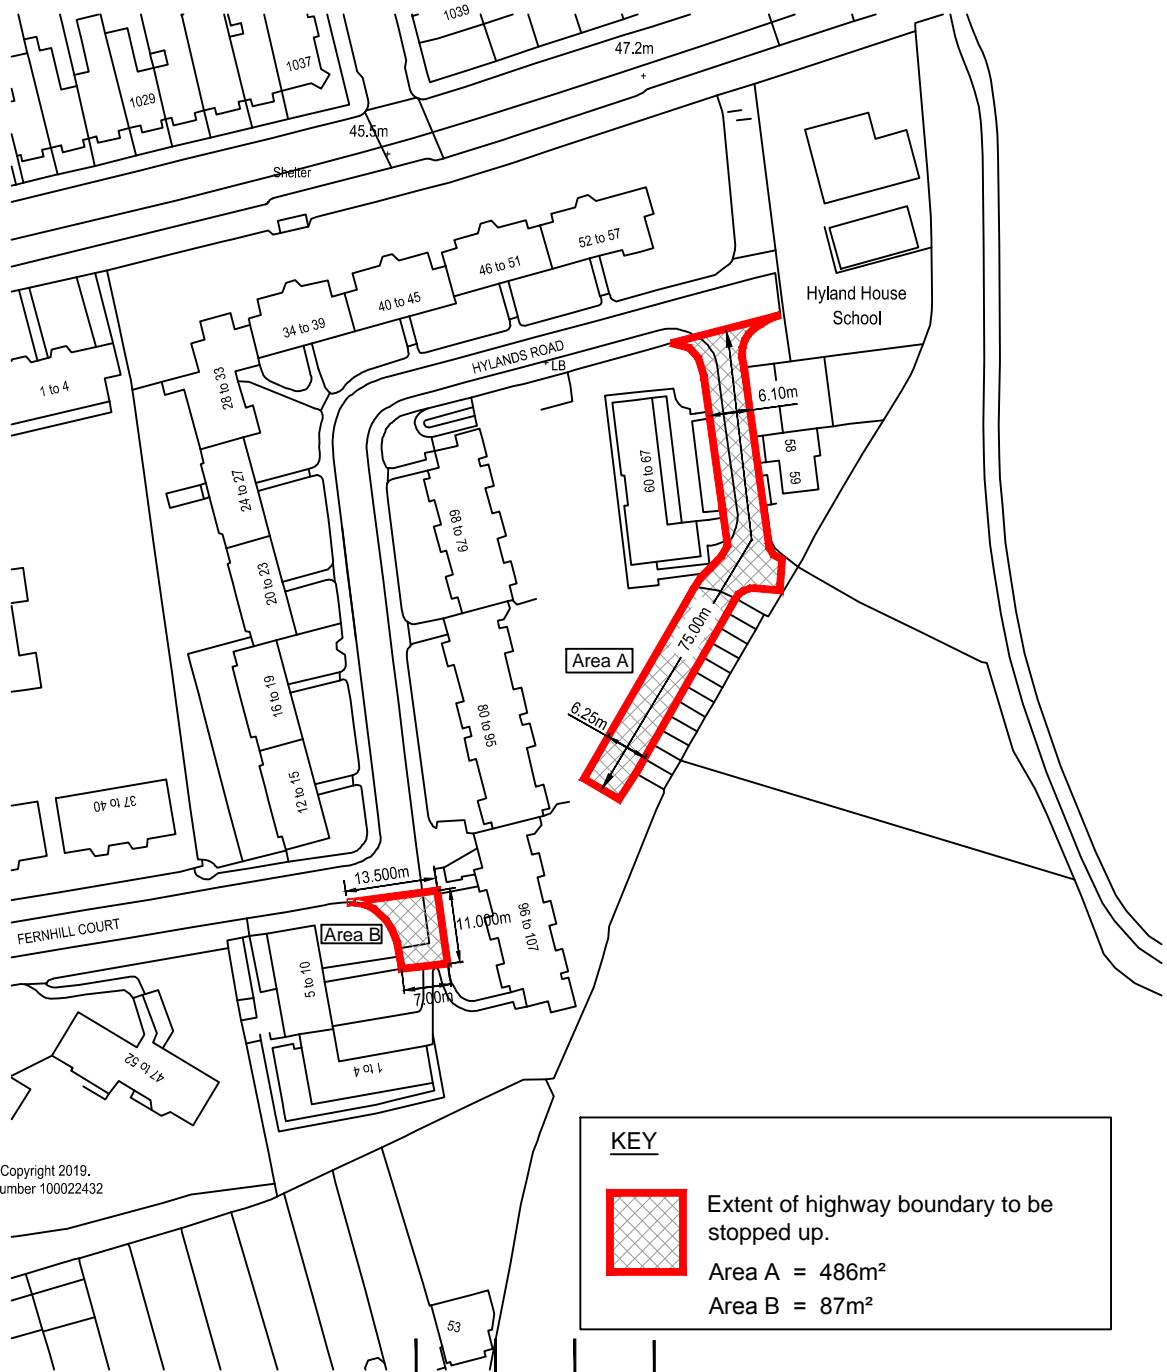 1039
47.2m
1037
1029
45.5m
Shelter
52 to 57
46 to 51
40 to 45
34 to 39
Hyland House
School
HYLANDS ROAD
LB
1 to 4
28 to 33
6.10m
58
59
60 to 67
24 to 27
68 to 79
20 to 23
75.00m
Area A
16 to 19
6.25m
80 to 95
12 to 15
37 to 40
13.500m
11.000m
FERNHILL COURT
Area B
96 to 107
5 to 10
7.00m
47 to 52
1 to 4
KEY
Copyright 2019.
umber 100022432
Extent of highway boundary to be
stopped up.
Area A = 486m²
Area B = 87m²
53